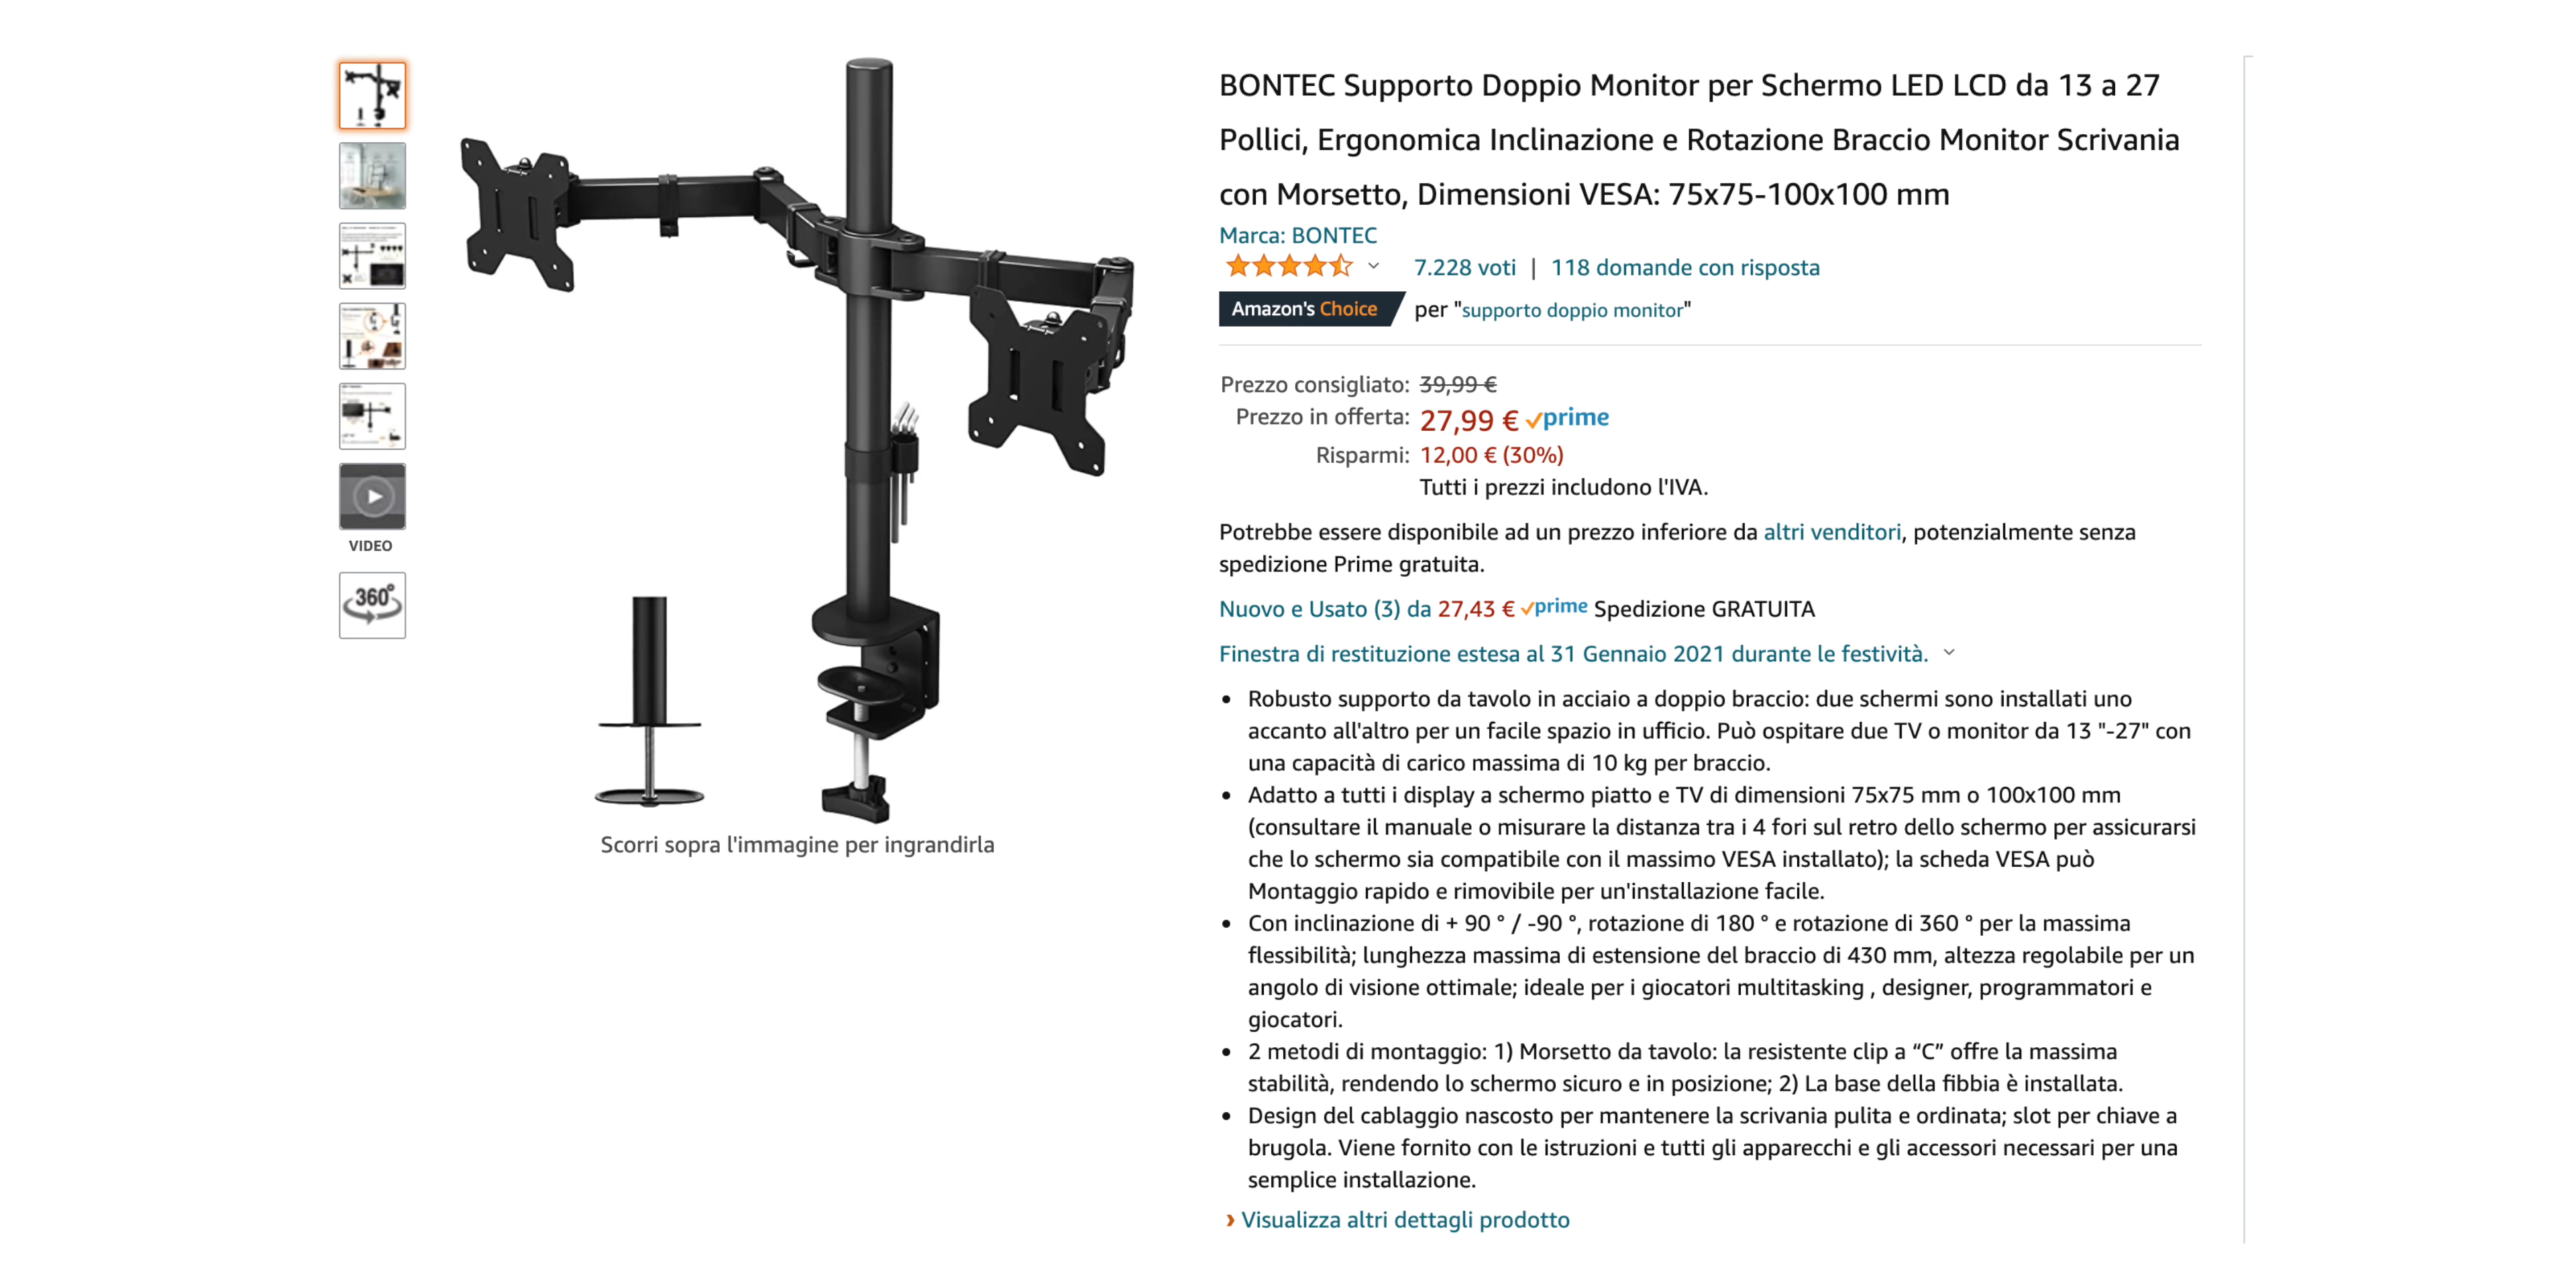 BONTEC Supporto Doppio Monitor per Schermo LED LCD da 13 a 27
Pollici, Ergonomica Inclinazione e Rotazione Braccio Monitor Scrivania
con Morsetto, Dimensioni VESA: 75x75-100x100 mm
Marca: BONTEC
7.228 voti | 118 domande con risposta
Amazon's Choice per "supporto doppio monitor"
Prezzo consigliato: 39,99 €
Prezzo in offerta: 27,99 € prime
Risparmi: 12,00 € (30%)
Tutti i prezzi includono l'IVA.
Potrebbe essere disponibile ad un prezzo inferiore da altri venditori, potenzialmente senza
spedizione Prime gratuita.
Nuovo e Usato (3) da 27,43 € prime Spedizione GRATUITA
Finestra di restituzione estesa al 31 Gennaio 2021 durante le festività.
• Robusto supporto da tavolo in acciaio a doppio braccio: due schermi sono installati uno
accanto all'altro per un facile spazio in ufficio. Può ospitare due TV o monitor da 13 "-27" con
una capacità di carico massima di 10 kg per braccio.
• Adatto a tutti i display a schermo piatto e TV di dimensioni 75x75 mm o 100x100 mm
(consultare il manuale o misurare la distanza tra i 4 fori sul retro dello schermo per assicurarsi
che lo schermo sia compatibile con il massimo VESA installato); la scheda VESA può
Montaggio rapido e rimovibile per un'installazione facile.
• Con inclinazione di + 90 ° / -90 °, rotazione di 180 ° e rotazione di 360 ° per la massima
flessibilità; lunghezza massima di estensione del braccio di 430 mm, altezza regolabile per un
angolo di visione ottimale; ideale per i giocatori multitasking , designer, programmatori e
giocatori.
• 2 metodi di montaggio: 1) Morsetto da tavolo: la resistente clip a “C” offre la massima
stabilità, rendendo lo schermo sicuro e in posizione; 2) La base della fibbia è installata.
• Design del cablaggio nascosto per mantenere la scrivania pulita e ordinata; slot per chiave a
brugola. Viene fornito con le istruzioni e tutti gli apparecchi e gli accessori necessari per una
semplice installazione.
› Visualizza altri dettagli prodotto
VIDEO
360°
Scorri sopra l'immagine per ingrandirla